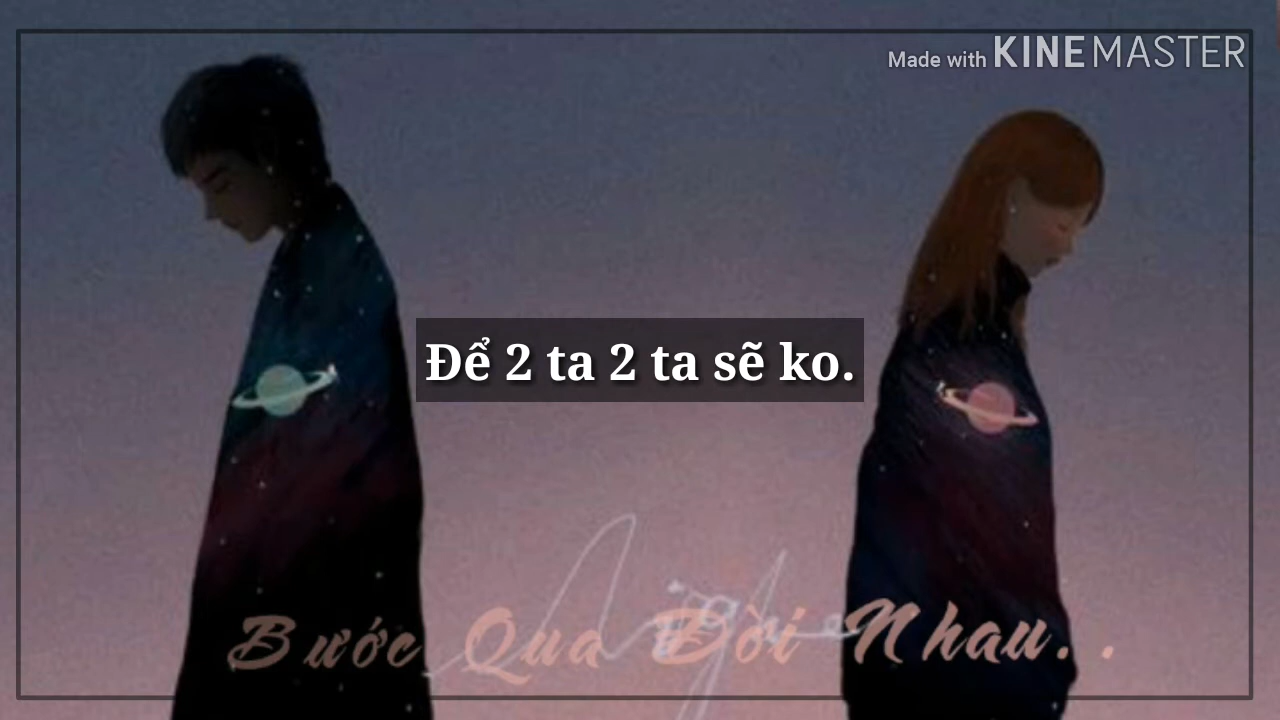 Made with KINEMASTER
Để 2 ta 2 ta sẽ ko.
Bước Qua Đời Nhau..